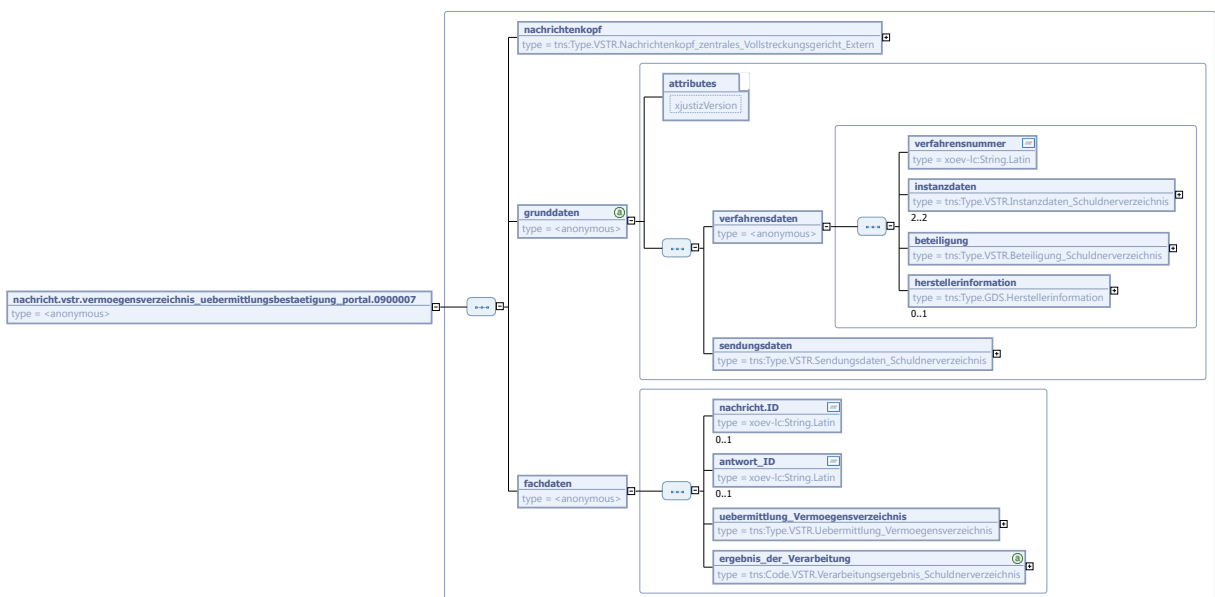 nachrichtenkopf
type = tns:Type.VSTR.Nachrichtenkopf_zentrales_Vollstreckungsgericht_Extern
attributes
xjustizVersion
verfahrensnummer
type = xoev-lc:String.Latin
instanzdaten
type = tns:Type.VSTR.Instanzdaten_Schuldnerverzeichnis
2..2
grunddaten
type = <anonymous>
verfahrensdaten
type = <anonymous>
beteiligung
type = tns:Type.VSTR.Beteiligung_Schuldnerverzeichnis
herstellerinformation
type = tns:Type.GDS.Herstellerinformation
0..1
nachricht.vstr.vermoegensverzeichnis_uebermittlungsbestaetigung_portal.0900007
type = <anonymous>
sendungsdaten
type = tns:Type.VSTR.Sendungsdaten_Schuldnerverzeichnis
nachricht.ID
type = xoev-lc:String.Latin
0..1
antwort_ID
type = xoev-lc:String.Latin
0..1
fachdaten
type = <anonymous>
uebermittlung_Vermoegensverzeichnis
type = tns:Type.VSTR.Uebermittlung_Vermoegensverzeichnis
ergebnis_der_Verarbeitung
type = tns:Code.VSTR.Verarbeitungsergebnis_Schuldnerverzeichnis